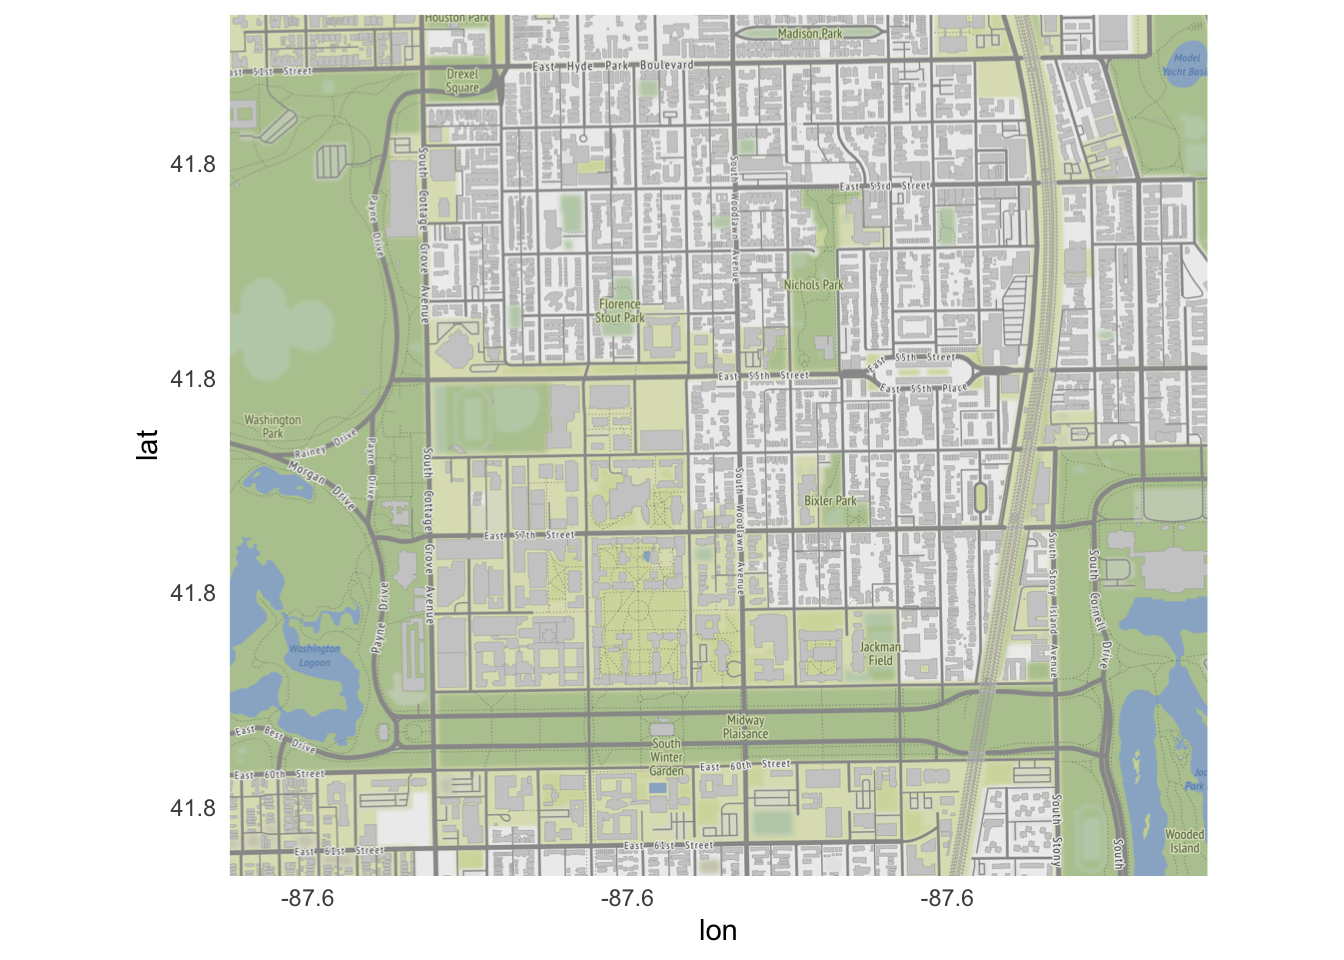 Houston Park
Madison Park
East Hyde Park Boulevard
ast 51st Street
Drexel
Square
Model
Yacht Basi
41.8
South Cottage Grove Avenue
South Woodlawn Avenue
East 53rd Street
Payne Drive
Nichols Park
Florence
Stout Park
East 55th Street
41.8
East 55th Street
East 55th Place
Washington
Park
Rainey Drive
Morgan Drive
Payne Drive
South Cottage Grove Avenue
South Woodlawn Avenue
Bixler Park
East 57th Street
South Stony Island Avenue
South Cornell Drive
41.8
Payne Drive
Washington
Lagoon
Jackman
Field
Midway
Plaisance
East Best Drive
South
Winter
Garden
East 60th Street
East 60th Street
Jac
Park
41.8
South Stony
South
Wooded
Island
East 61st Street
East 61st Street
-87.6
-87.6
-87.6
lon
lat